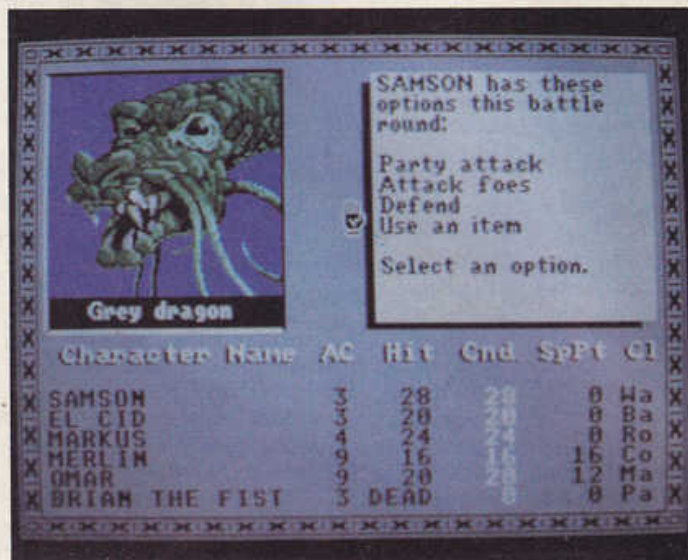 SAMSON has these
options this battle
round:
Party attack
Attack foes
Defend
Use an item
Select an option.
Grey dragon
Character Name AC Hit Cnd SpPt Cl
SAMSON 3 28 28 0 Wa
EL CID 3 20 20 0 Ba
MARKUS 4 24 24 0 Ro
MERLIN 9 16 16 16 Co
OMAR 9 20 20 12 Ma
BRIAN THE FIST 3 DEAD 0 0 Pa